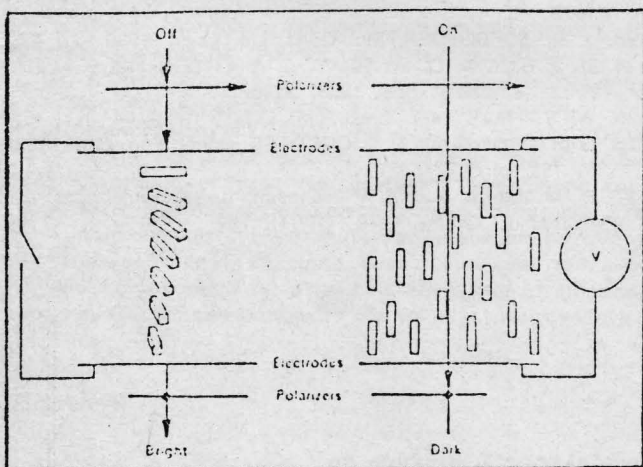 Off On
Polarizers
Electrodes
V
Electrodes
Polarizers
Bright Dark